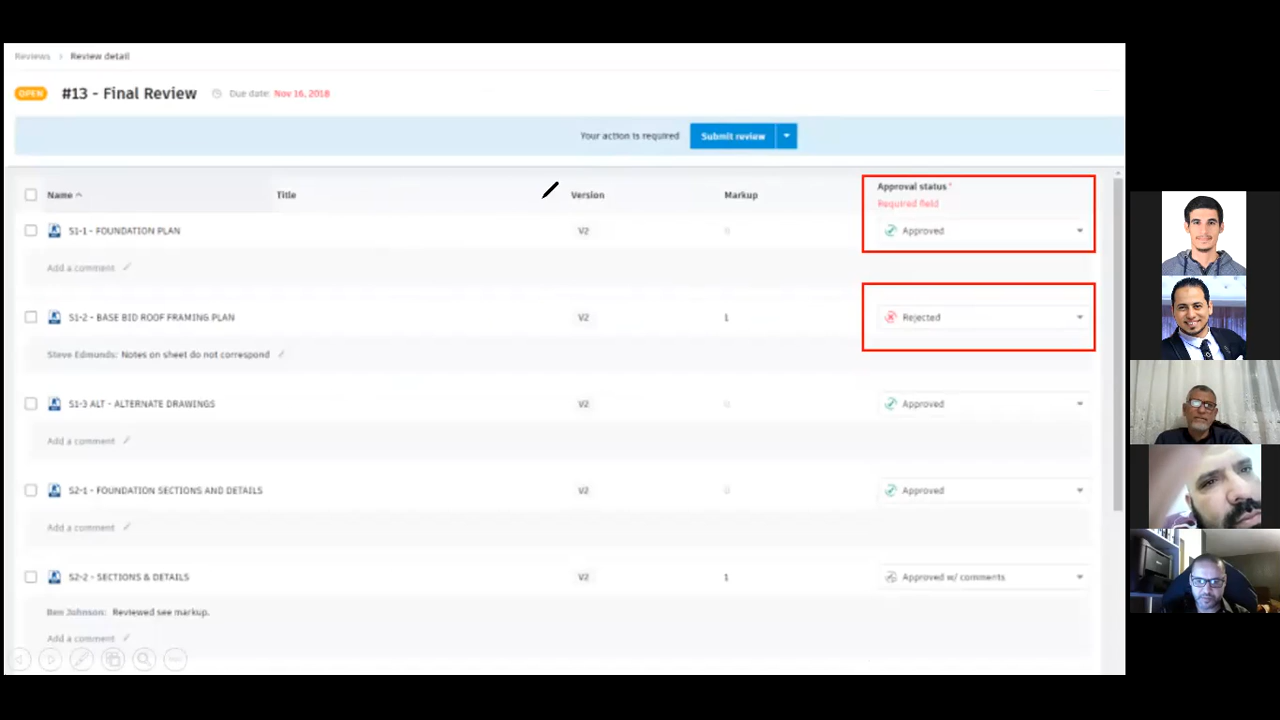 Reviews > Review detail
OPEN #13 - Final Review Due date: Nov 16, 2018
Your action is required Submit review
Name Title Version Markup Approval status *
Required field
S1-1 - FOUNDATION PLAN V2 0 Approved
Add a comment
S1-2 - BASE BID ROOF FRAMING PLAN V2 1 Rejected
Steve Edmunds: Notes on sheet do not correspond
S1-3 ALT - ALTERNATE DRAWINGS V2 0 Approved
Add a comment
S2-1 - FOUNDATION SECTIONS AND DETAILS V2 0 Approved
Add a comment
S2-2 - SECTIONS & DETAILS V2 1 Approved w/ comments
Ben Johnson: Reviewed see markup.
Add a comment